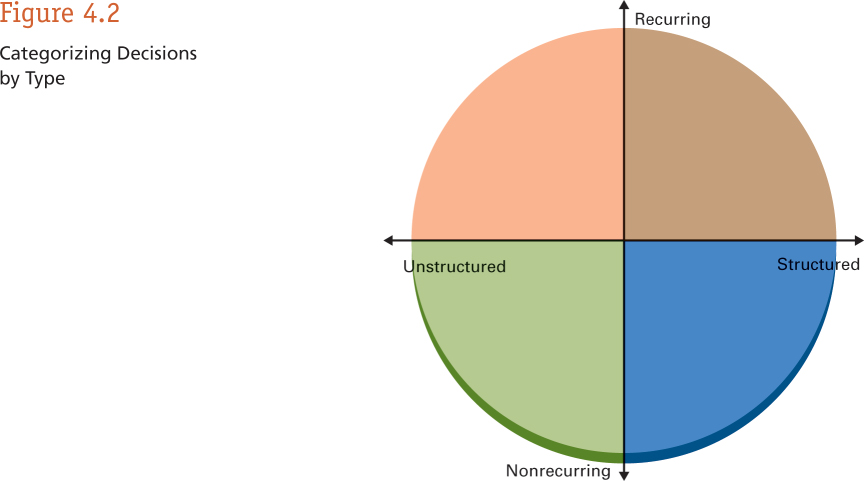 Figure 4.2
Categorizing Decisions
by Type
Recurring
Unstructured
Structured
Nonrecurring